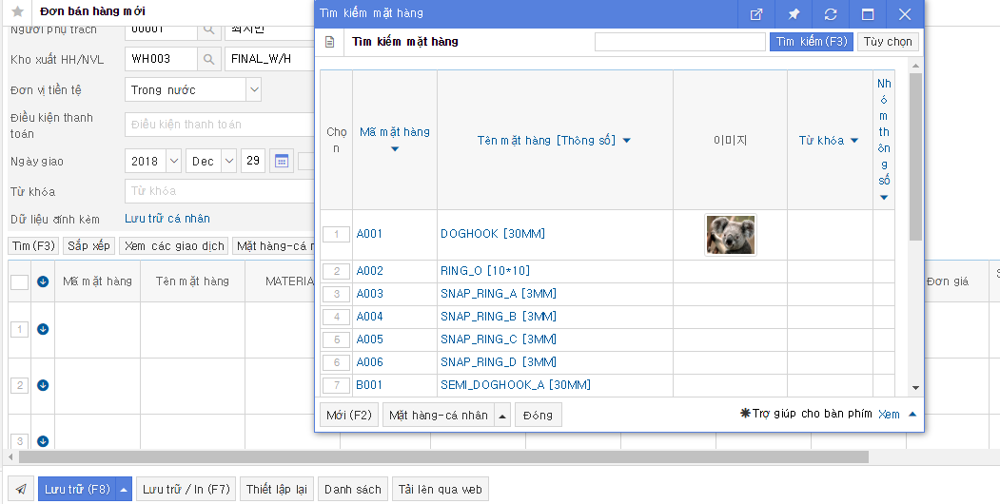 Đơn bán hàng mới
Người phụ trách 00001 최지민
Kho xuất HH/NVL WH003 FINAL_W/H
Đơn vị tiền tệ Trong nước
Điều kiện thanh toán Điều kiện thanh toán
Ngày giao 2018 Dec 29
Từ khóa Từ khóa
Dữ liệu đính kèm Lưu trữ cá nhân
Tìm(F3) Sắp xếp Xem các giao dịch Mặt hàng-cá n
Mã mặt hàng Tên mặt hàng MATERIA Đơn giá S
1
2
3
Lưu trữ (F8) Lưu trữ / In (F7) Thiết lập lại Danh sách Tải lên qua web
Tìm kiếm mặt hàng
Tìm kiếm mặt hàng Tìm kiếm(F3) Tùy chọn
Chọn Mã mặt hàng Tên mặt hàng [Thông số] 이미지 Từ khóa Nhóm thông số
1 A001 DOGHOOK [30MM]
2 A002 RING_O [10*10]
3 A003 SNAP_RING_A [3MM]
4 A004 SNAP_RING_B [3MM]
5 A005 SNAP_RING_C [3MM]
6 A006 SNAP_RING_D [3MM]
7 B001 SEMI_DOGHOOK_A [30MM]
Mới(F2) Mặt hàng-cá nhân Đóng ✱Trợ giúp cho bàn phím Xem